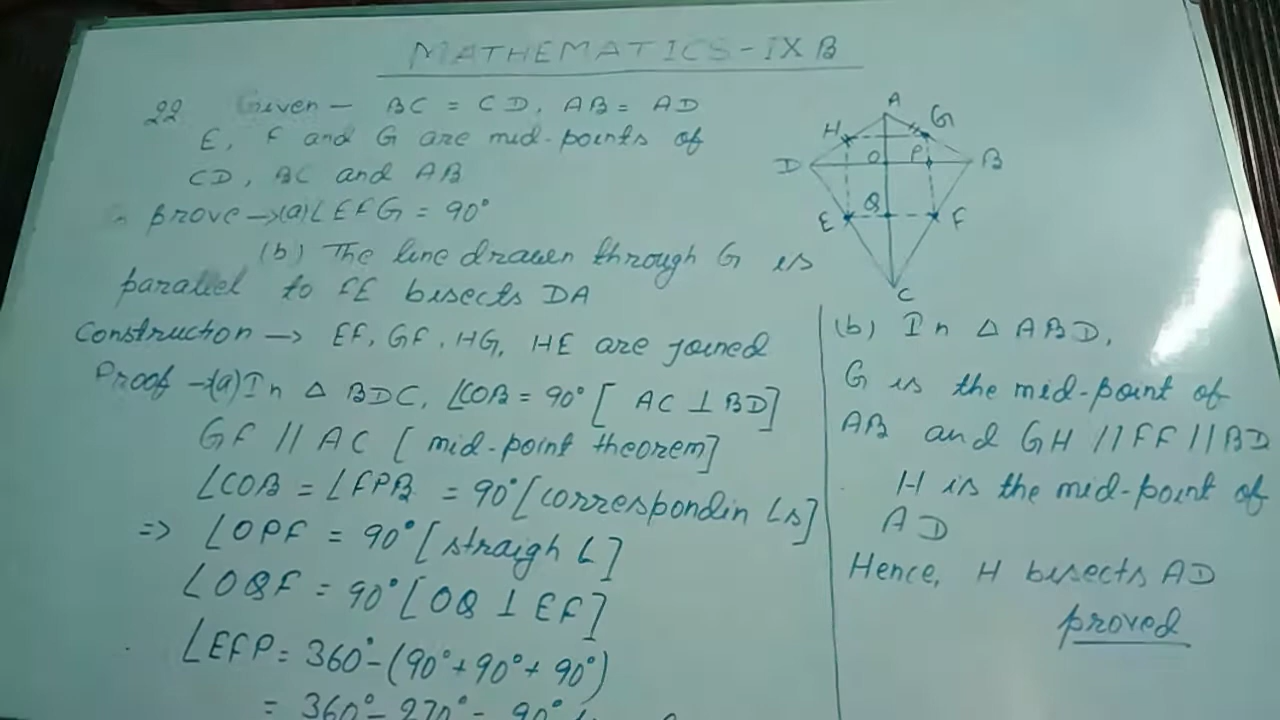 MATHEMATICS - IX B
22 Given - BC = CD, AB = AD
E, F and G are mid-points of
CD, BC and AB
prove →(a) ∠EFG = 90°
(b) The line drawn through G is
parallel to FE bisects DA
Construction → EF, GF, HG, HE are joined
Proof →(a) In △ BDC, ∠COB = 90° [ AC ⊥ BD]
GF // AC [ mid-point theorem]
∠COB = ∠FPB = 90° [correspondin ∠s]
=> ∠OPF = 90° [straigh ∠]
∠OQF = 90° [OQ ⊥ EF]
∠EFP = 360° - (90° + 90° + 90°)
= 360° - 270° = 90°
A
H G
D O P B
E Q F
C
(b) In △ ABD,
G is the mid-point of
AB and GH // FF // BD
H is the mid-point of
AD
Hence, H bisects AD
proved